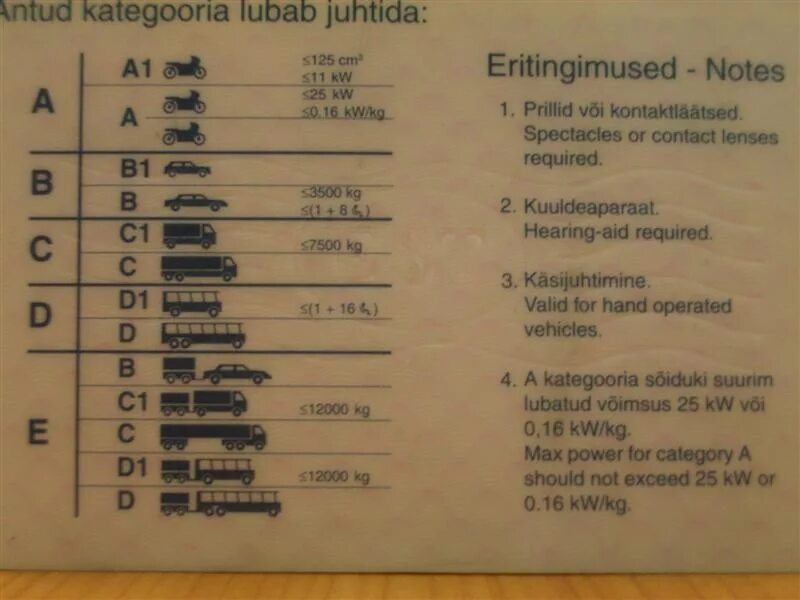 Antud kategooria lubab juhtida:
A
A1
≤125 cm³
≤11 kW
A
≤25 kW
≤0.16 kW/kg
B
B1
B
≤3500 kg
≤(1 + 8 )
C
C1
≤7500 kg
C
D
D1
≤(1 + 16 )
D
E
B
C1
≤12000 kg
C
D1
≤12000 kg
D
Eritingimused - Notes
1. Prillid või kontaktläätsed.
Spectacles or contact lenses
required.
2. Kuuldeaparaat.
Hearing-aid required.
3. Käsijuhtimine.
Valid for hand operated
vehicles.
4. A kategooria sõiduki suurim
lubatud võimsus 25 kW või
0,16 kW/kg.
Max power for category A
should not exceed 25 kW or
0.16 kW/kg.